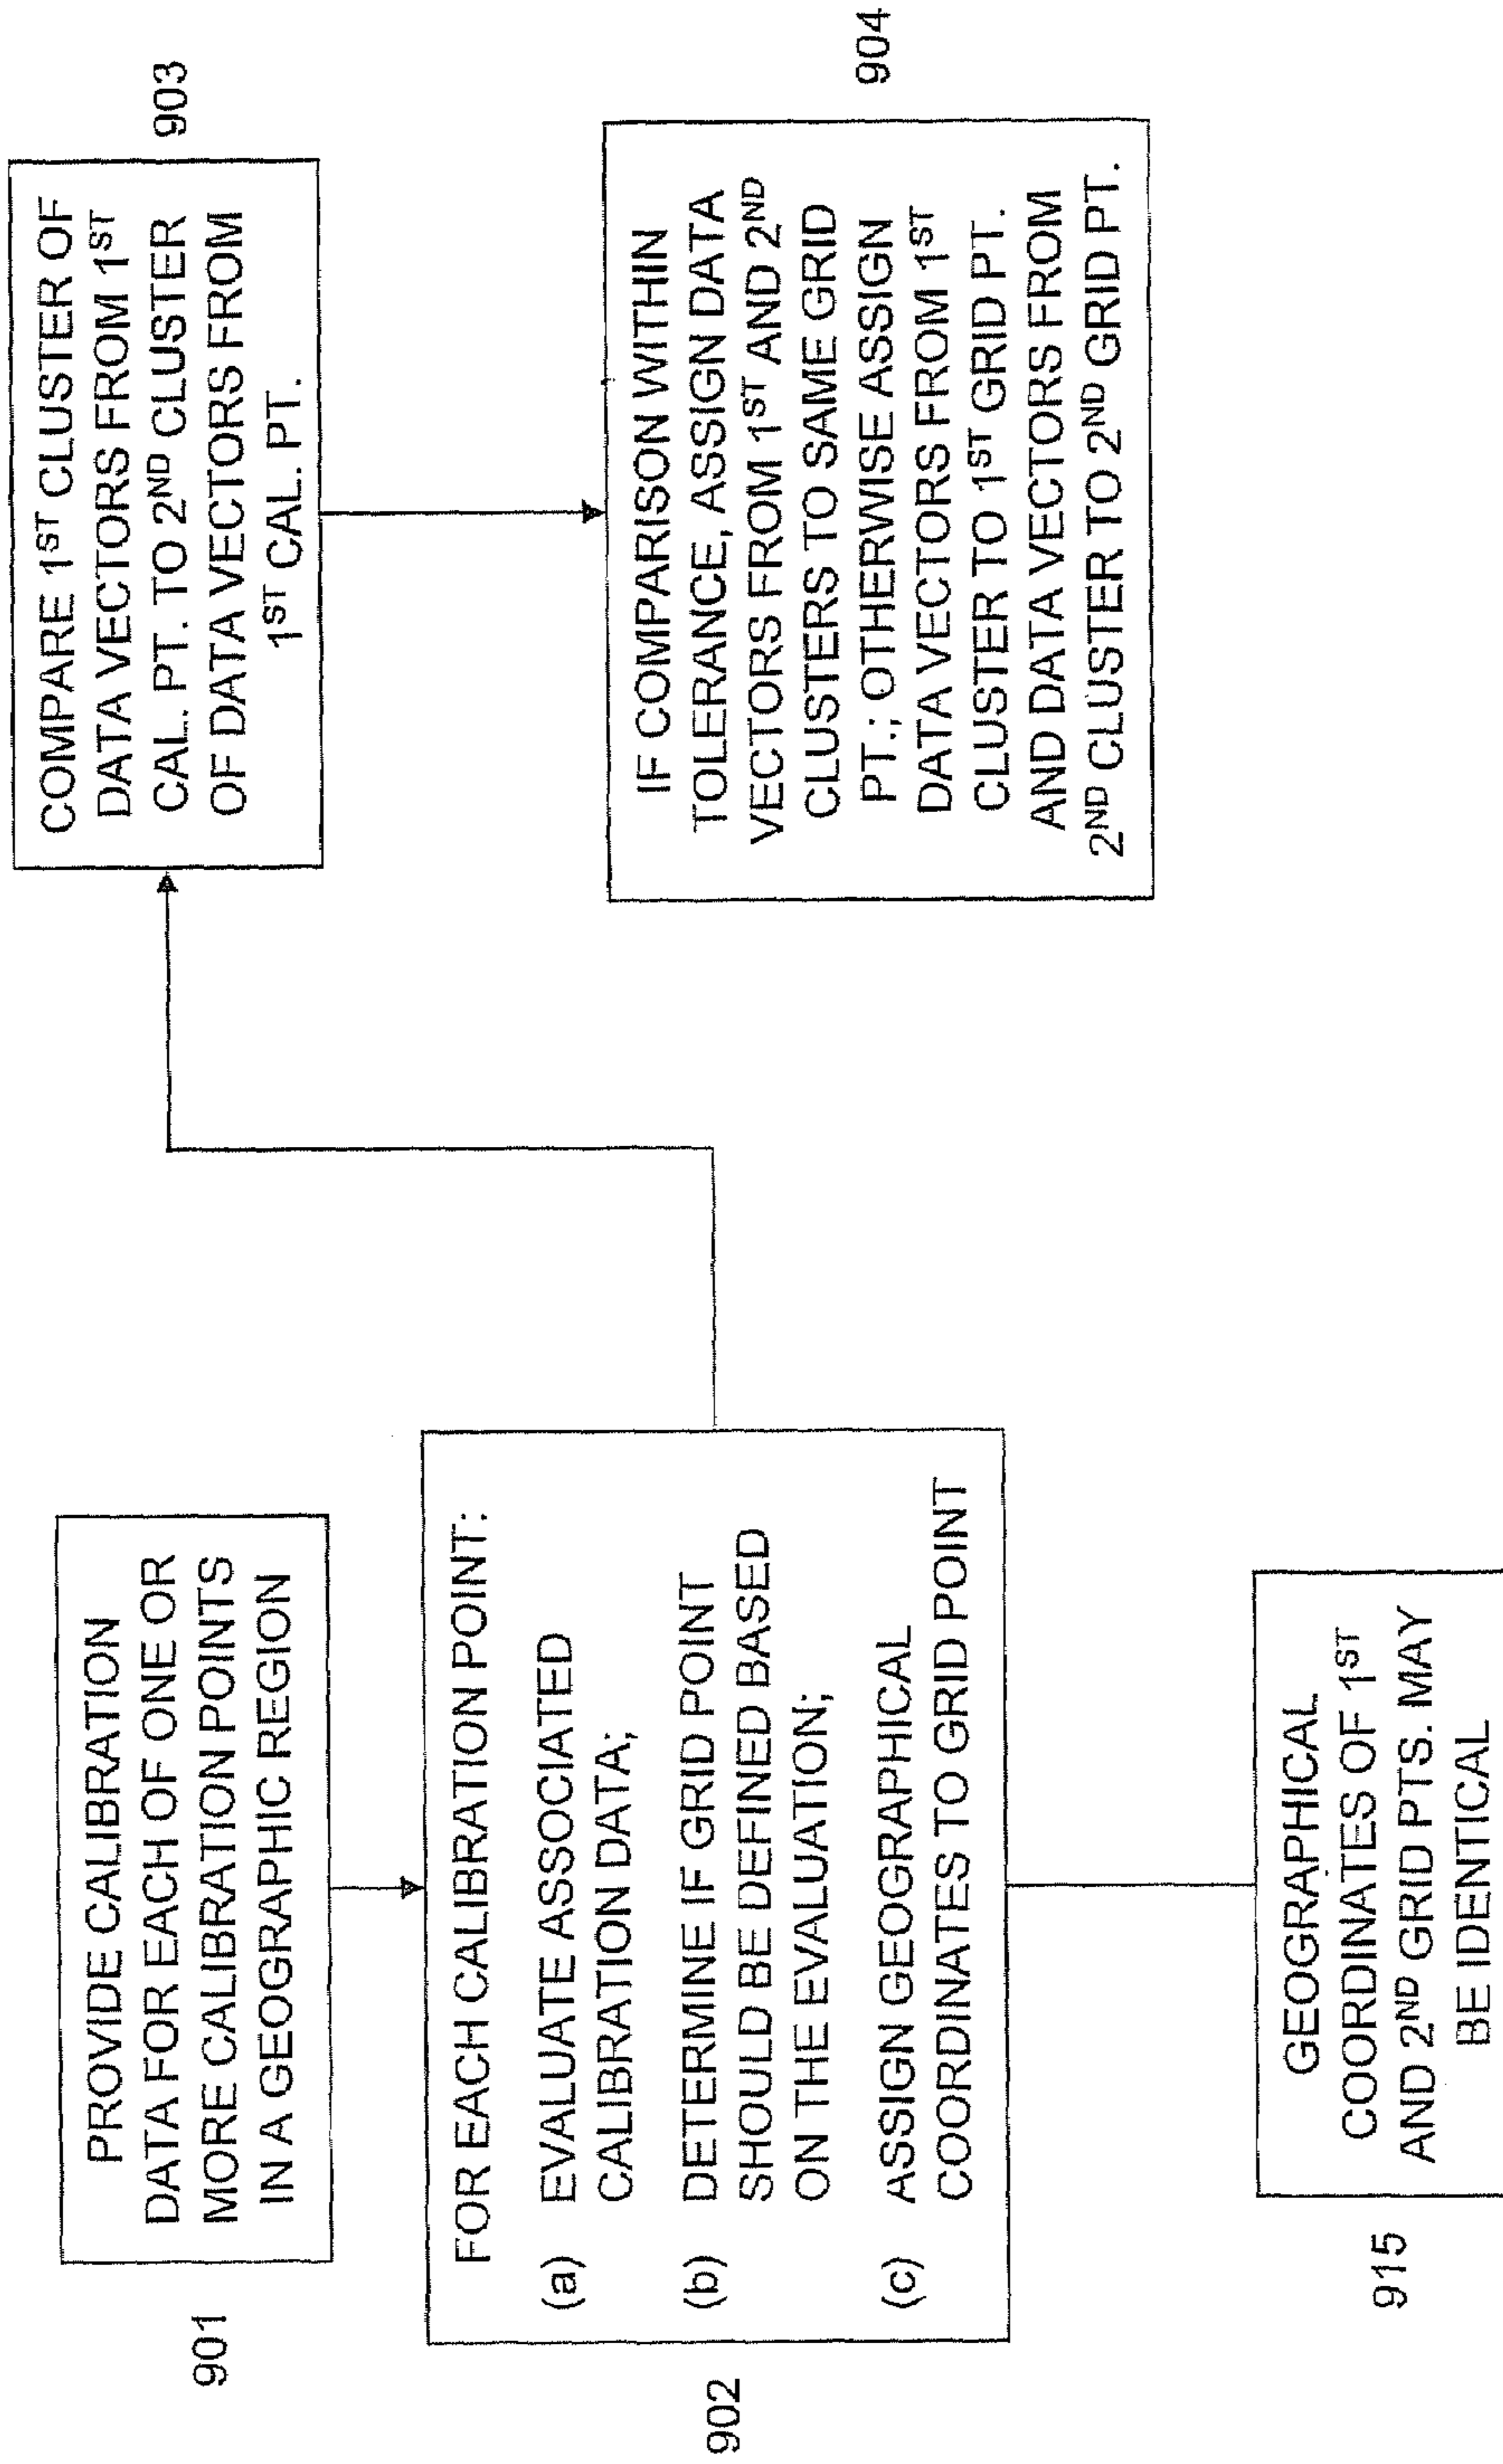 PROVIDE CALIBRATION
DATA FOR EACH OF ONE OR
MORE CALIBRATION POINTS
IN A GEOGRAPHIC REGION
901
FOR EACH CALIBRATION POINT:
(a) EVALUATE ASSOCIATED
CALIBRATION DATA;
(b) DETERMINE IF GRID POINT
SHOULD BE DEFINED BASED
ON THE EVALUATION;
(c) ASSIGN GEOGRAPHICAL
COORDINATES TO GRID POINT
902
GEOGRAPHICAL
COORDINATES OF 1ST
AND 2ND GRID PTS. MAY
BE IDENTICAL
915
COMPARE 1ST CLUSTER OF
DATA VECTORS FROM 1ST
CAL. PT. TO 2ND CLUSTER
OF DATA VECTORS FROM
1ST CAL. PT.
903
IF COMPARISON WITHIN
TOLERANCE, ASSIGN DATA
VECTORS FROM 1ST AND 2ND
CLUSTERS TO SAME GRID
PT.; OTHERWISE ASSIGN
DATA VECTORS FROM 1ST
CLUSTER TO 1ST GRID PT.
AND DATA VECTORS FROM
2ND CLUSTER TO 2ND GRID PT.
904